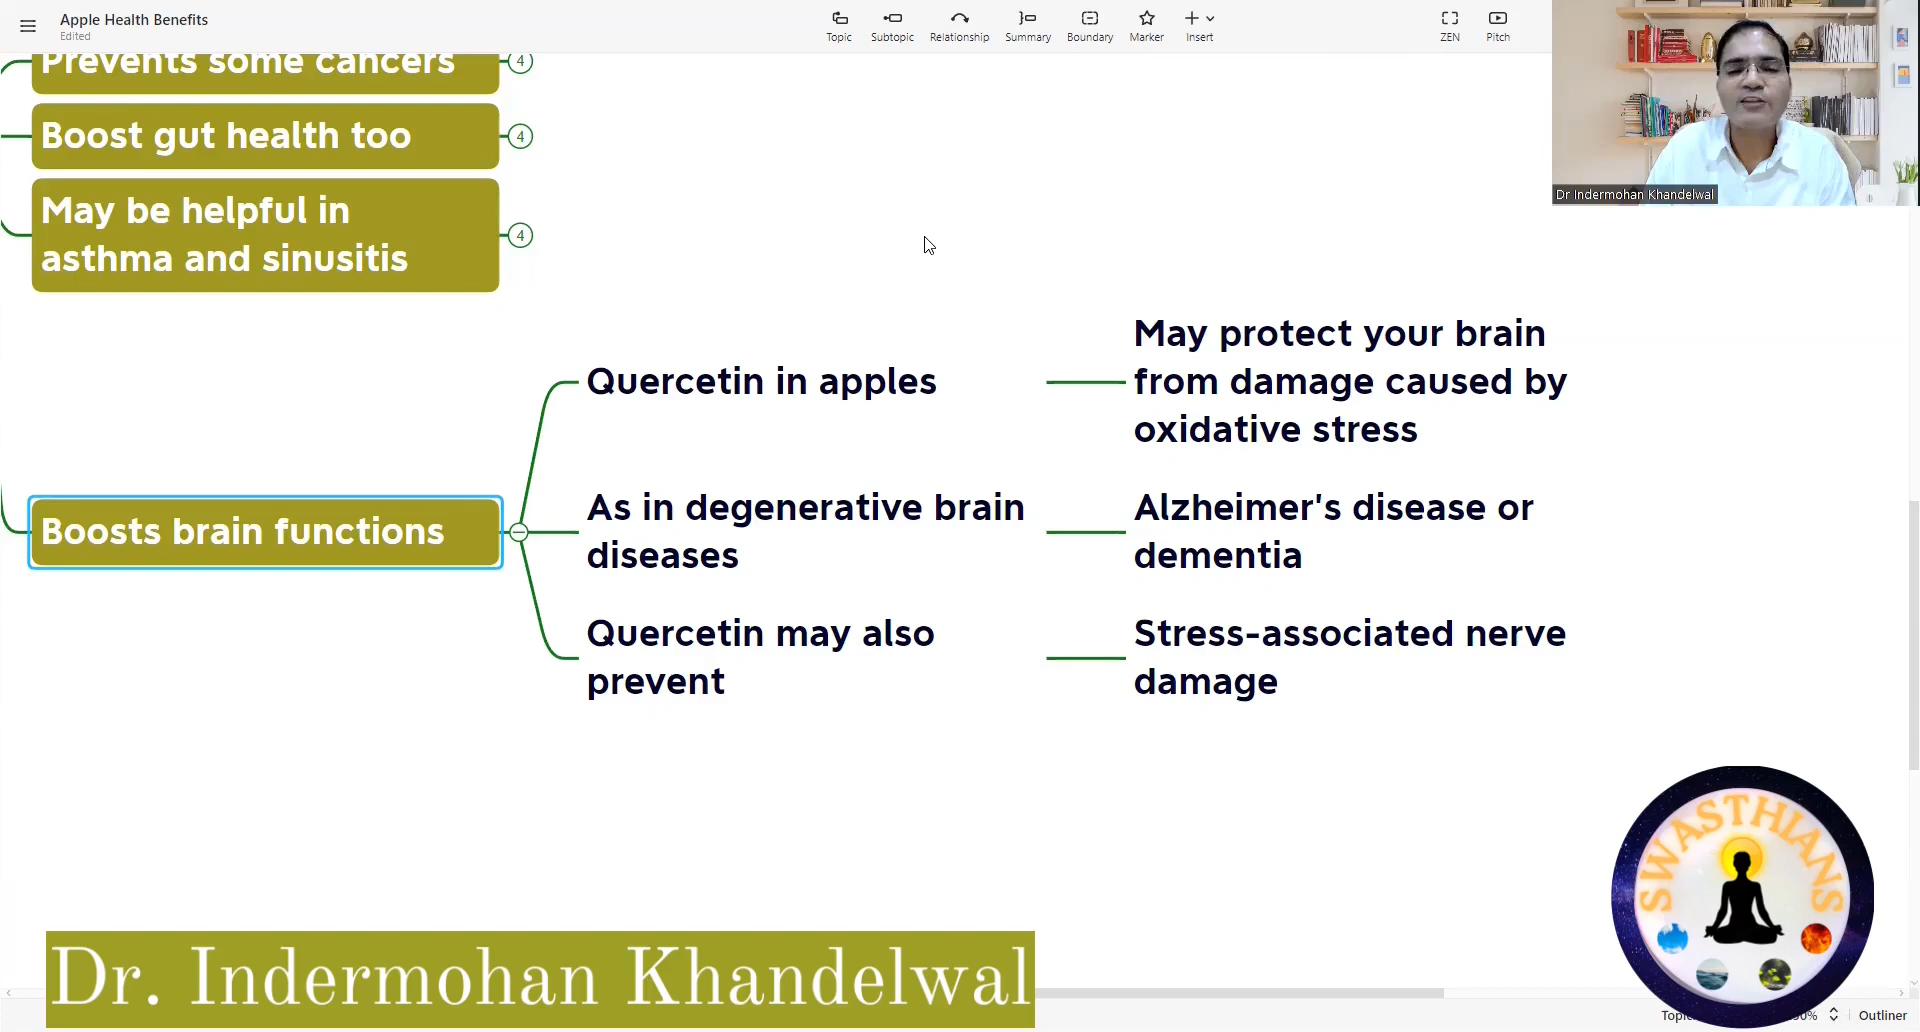 Apple Health Benefits
Edited
Topic
Subtopic
Relationship
Summary
Boundary
Marker
Insert
ZEN
Pitch
Dr Indermohan Khandelwal
Prevents some cancers
4
Boost gut health too
4
May be helpful in
asthma and sinusitis
4
Boosts brain functions
Quercetin in apples
May protect your brain
from damage caused by
oxidative stress
As in degenerative brain
diseases
Alzheimer's disease or
dementia
Quercetin may also
prevent
Stress-associated nerve
damage
SWASTHIANS
Dr. Indermohan Khandelwal
Outliner